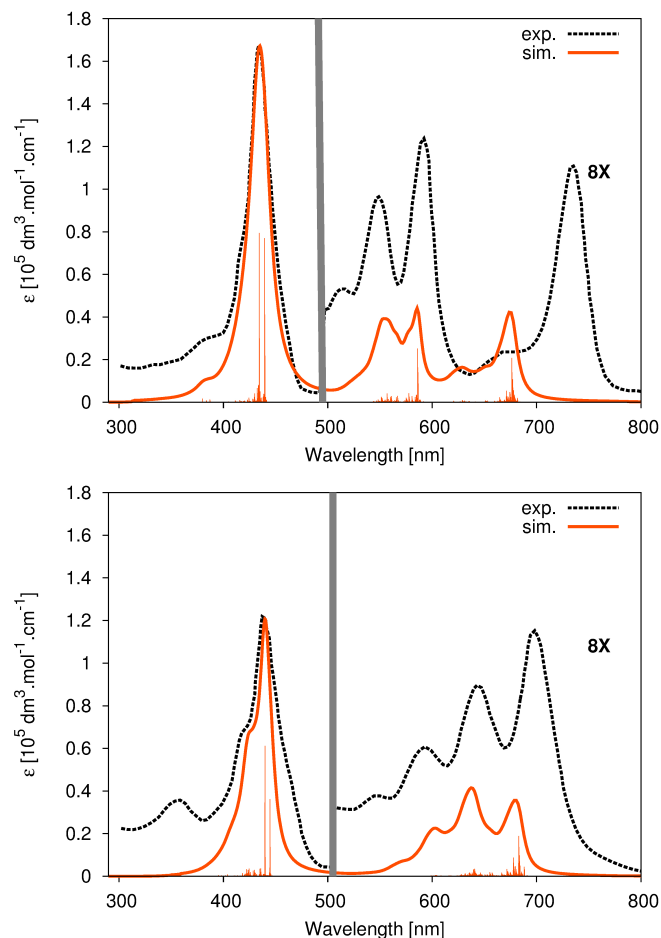 1.8
1.6
1.4
1.2
1
0.8
0.6
0.4
0.2
0
ε [10⁵ dm³.mol⁻¹.cm⁻¹]
exp.
sim.
8X
300 400 500 600 700 800
Wavelength [nm]
1.8
1.6
1.4
1.2
1
0.8
0.6
0.4
0.2
0
ε [10⁵ dm³.mol⁻¹.cm⁻¹]
exp.
sim.
8X
300 400 500 600 700 800
Wavelength [nm]